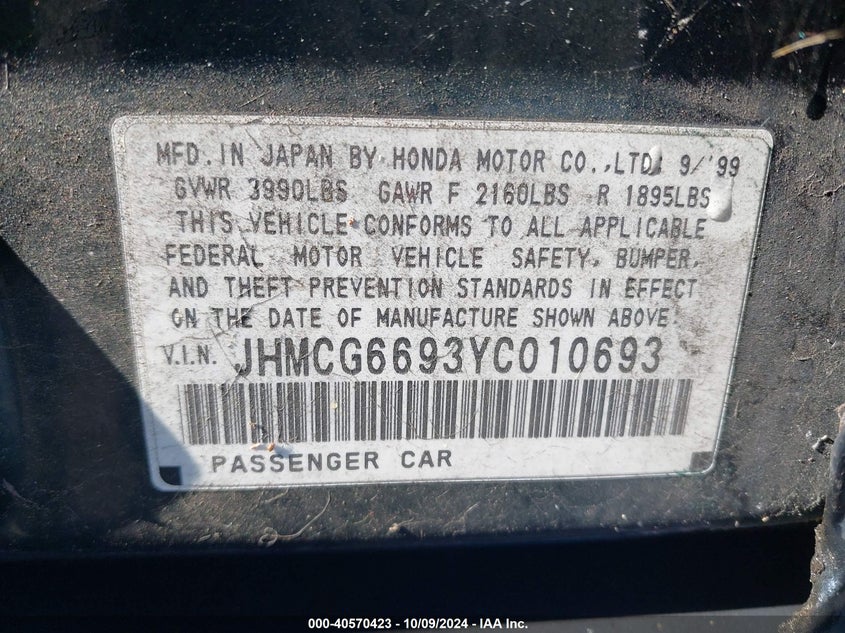 MFD. IN JAPAN BY HONDA MOTOR CO., LTD. 9/'99
GVWR 3990LBS GAWR F 2160LBS R 1895LBS
THIS VEHICLE CONFORMS TO ALL APPLICABLE
FEDERAL MOTOR VEHICLE SAFETY, BUMPER,
AND THEFT PREVENTION STANDARDS IN EFFECT
ON THE DATE OF MANUFACTURE SHOWN ABOVE.
V.I.N. JHMCG6693YC010693
PASSENGER CAR
000-40570423 - 10/09/2024 - IAA Inc.